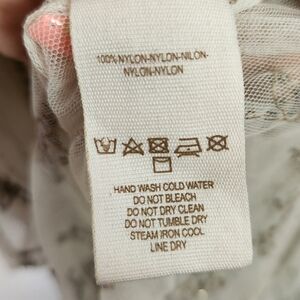 100%NYLON-NYLON-NILON-
NYLON-NYLON
HAND WASH COLD WATER
DO NOT BLEACH
DO NOT DRY CLEAN
DO NOT TUMBLE DRY
STEAM IRON COOL
LINE DRY